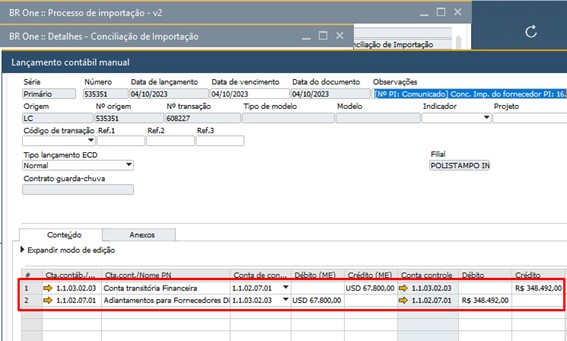 BR One :: Processo de importação - v2
BR One :: Detalhes - Conciliação de Importação
nciliação de Importação
Lançamento contábil manual
Série Número Data de lançamento Data de vencimento Data do documento Observações
Primário 535351 04/10/2023 04/10/2023 04/10/2023 [Nº PI: Comunicado] Conc. Imp. do fornecedor PI: 16.
Origem Nº origem Nº transação Tipo de modelo Modelo Indicador Projeto
LC 535351 608227
Código de transação Ref.1 Ref.2 Ref.3
Tipo lançamento ECD Filial
Normal POLISTAMPO IN
Contrato guarda-chuva
Conteúdo Anexos
Expandir modo de edição
# Cta.contáb./... Cta.cont./Nome PN Conta de con... Débito (ME) Crédito (ME) Conta controle Débito Crédito
1 1.1.03.02.03 Conta transitória Financeira 1.1.02.07.01 USD 67.800,00 1.1.03.02.03 R$ 348.492,00
2 1.1.02.07.01 Adiantamentos para Fornecedores Di 1.1.03.02.03 USD 67.800,00 1.1.02.07.01 R$ 348.492,00